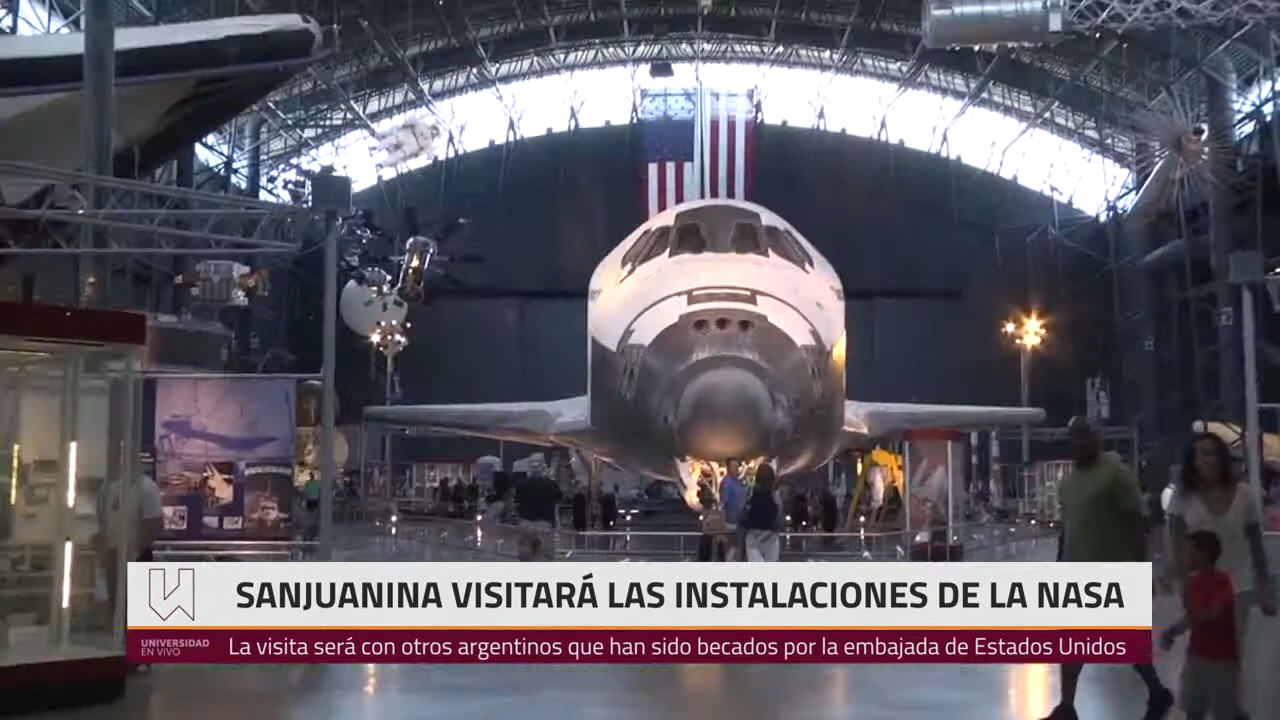 SANJUANINA VISITARÁ LAS INSTALACIONES DE LA NASA
UNIVERSIDAD
EN VIVO
La visita será con otros argentinos que han sido becados por la embajada de Estados Unidos